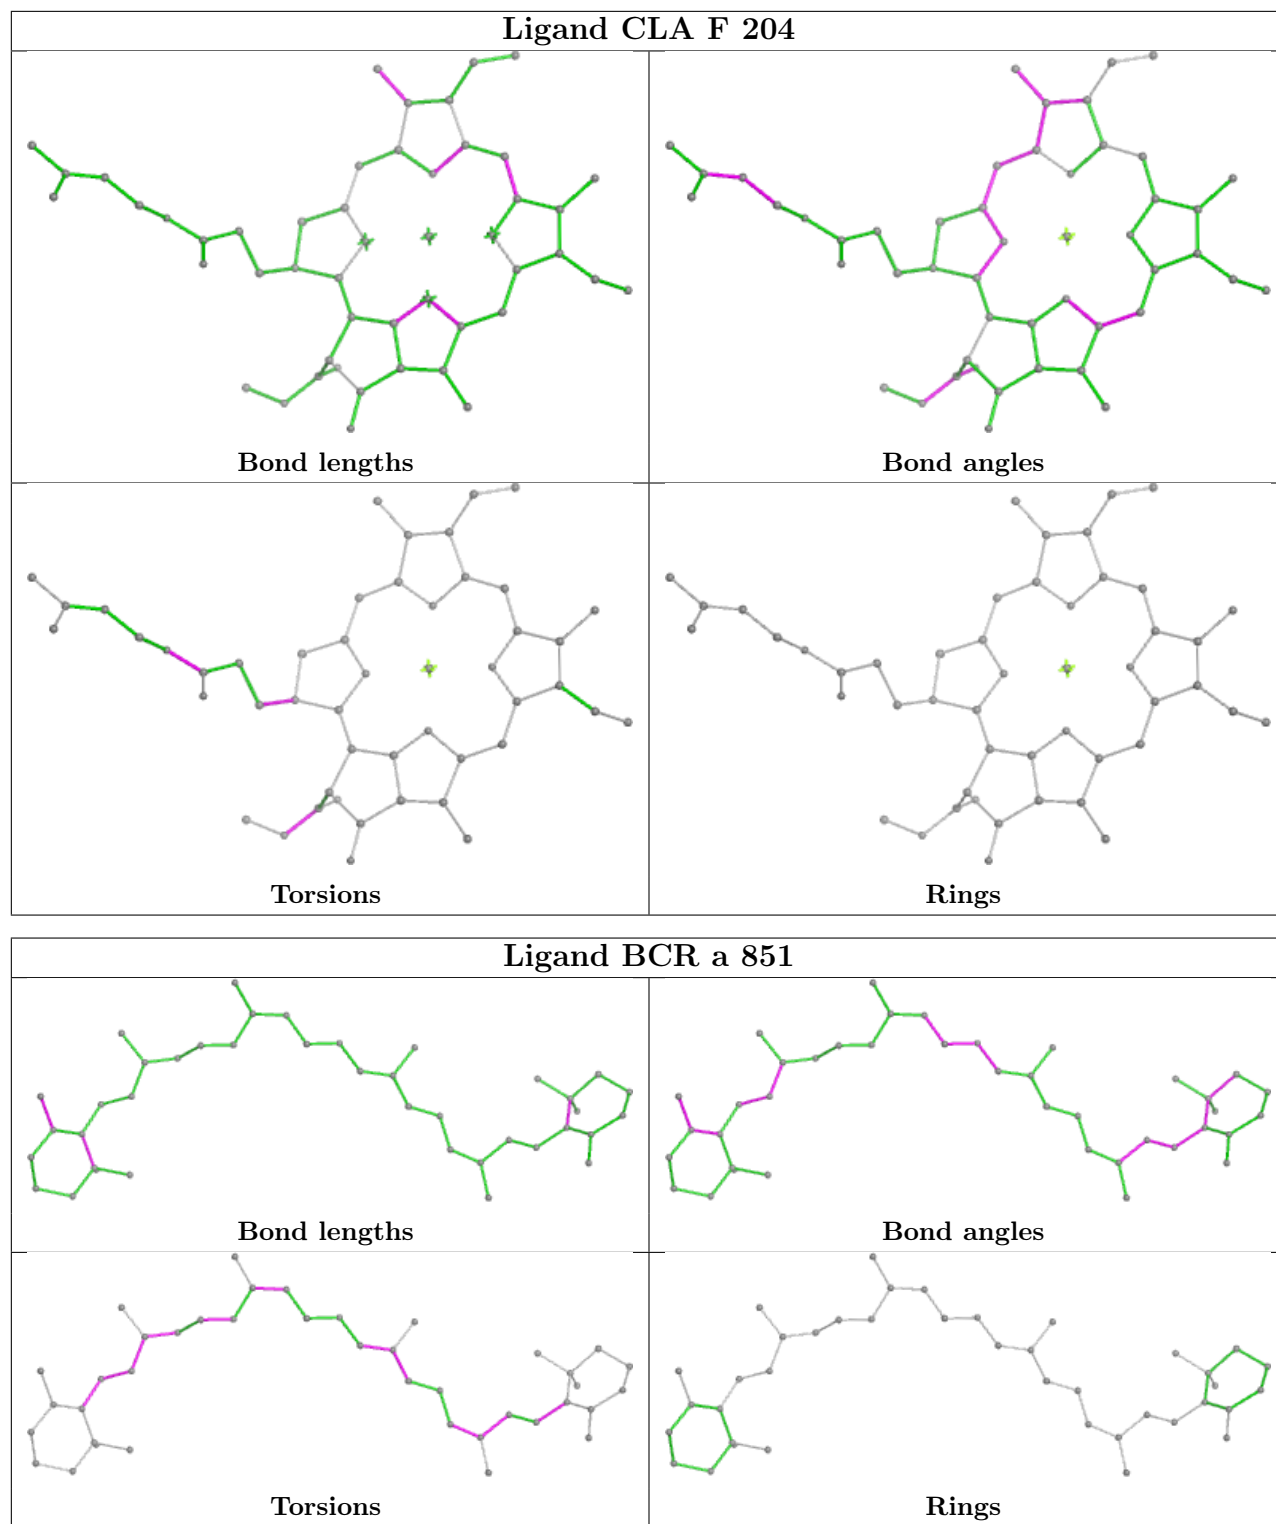 Ligand CLA F 204
Bond lengths
Bond angles
Torsions
Rings
Ligand BCR a 851
Bond lengths
Bond angles
Torsions
Rings